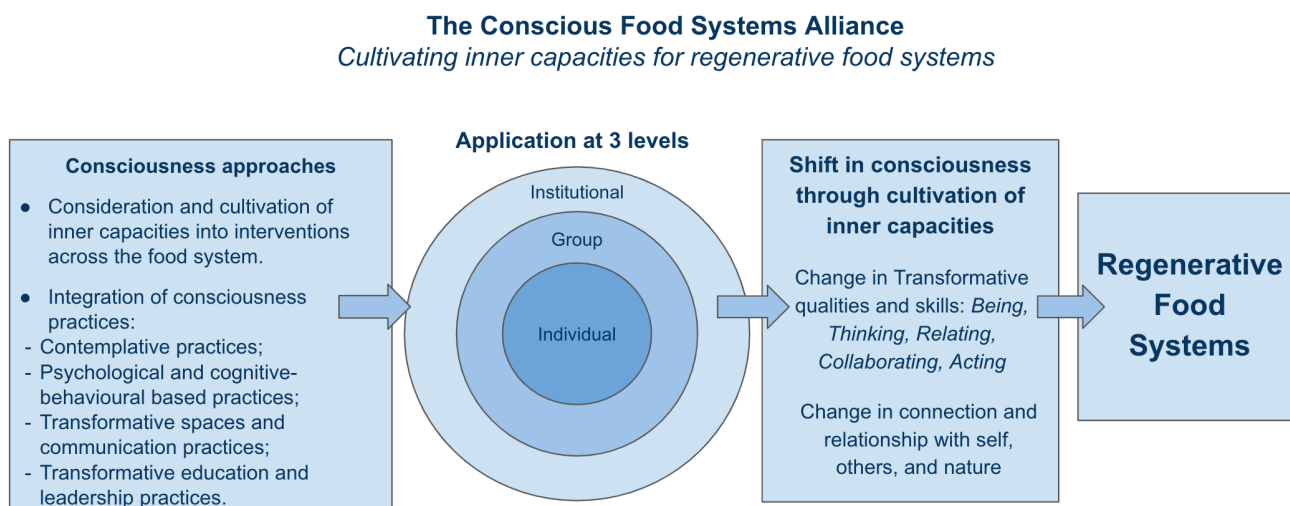 The Conscious Food Systems Alliance
Cultivating inner capacities for regenerative food systems
Consciousness approaches
● Consideration and cultivation of
inner capacities into interventions
across the food system.
● Integration of consciousness
practices:
- Contemplative practices;
- Psychological and cognitive-
behavioural based practices;
- Transformative spaces and
communication practices;
- Transformative education and
leadership practices.
Application at 3 levels
Institutional
Group
Individual
Shift in consciousness
through cultivation of
inner capacities
Change in Transformative
qualities and skills: Being,
Thinking, Relating,
Collaborating, Acting
Change in connection and
relationship with self,
others, and nature
Regenerative
Food
Systems